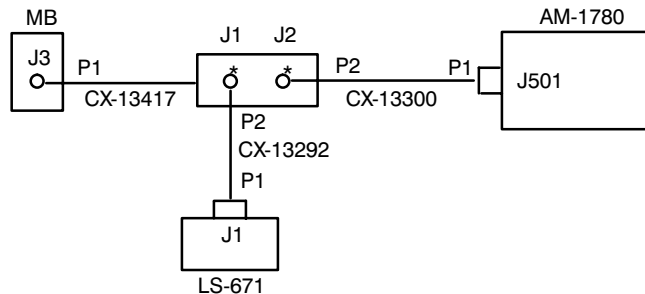 MB
AM-1780
J1
J2
J3
P1
P2
P1
J501
*
*
CX-13417
CX-13300
P2
CX-13292
P1
J1
LS-671